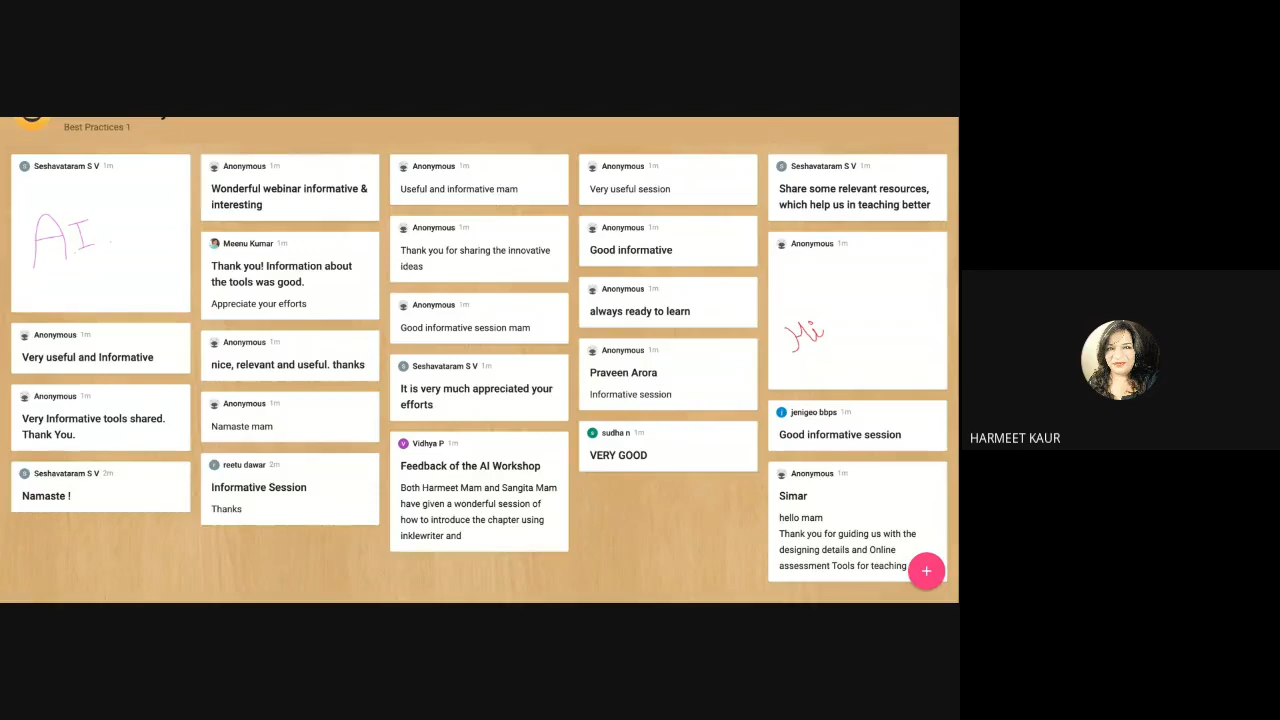 Best Practices 1
Seshavataram S V 1m
AI
Anonymous 1m
Very useful and Informative
Anonymous 1m
Very Informative tools shared.
Thank You.
Seshavataram S V 2m
Namaste !
Anonymous 1m
Wonderful webinar informative &
interesting
Meenu Kumar 1m
Thank you! Information about
the tools was good.
Appreciate your efforts
Anonymous 1m
nice, relevant and useful. thanks
Anonymous 1m
Namaste mam
reetu dawar 2m
Informative Session
Thanks
Anonymous 1m
Useful and informative mam
Anonymous 1m
Thank you for sharing the innovative
ideas
Anonymous 1m
Good informative session mam
Seshavataram S V 1m
It is very much appreciated your
efforts
V Vidhya P 1m
Feedback of the AI Workshop
Both Harmeet Mam and Sangita Mam
have given a wonderful session of
how to introduce the chapter using
inklewriter and
Anonymous 1m
Very useful session
Anonymous 1m
Good informative
Anonymous 1m
always ready to learn
Anonymous 1m
Praveen Arora
Informative session
sudha n 1m
VERY GOOD
Seshavataram S V 1m
Share some relevant resources,
which help us in teaching better
Anonymous 1m
Hi
jenigeo bbps 1m
Good informative session
Anonymous 1m
Simar
hello mam
Thank you for guiding us with the
designing details and Online
assessment Tools for teaching
+
HARMEET KAUR